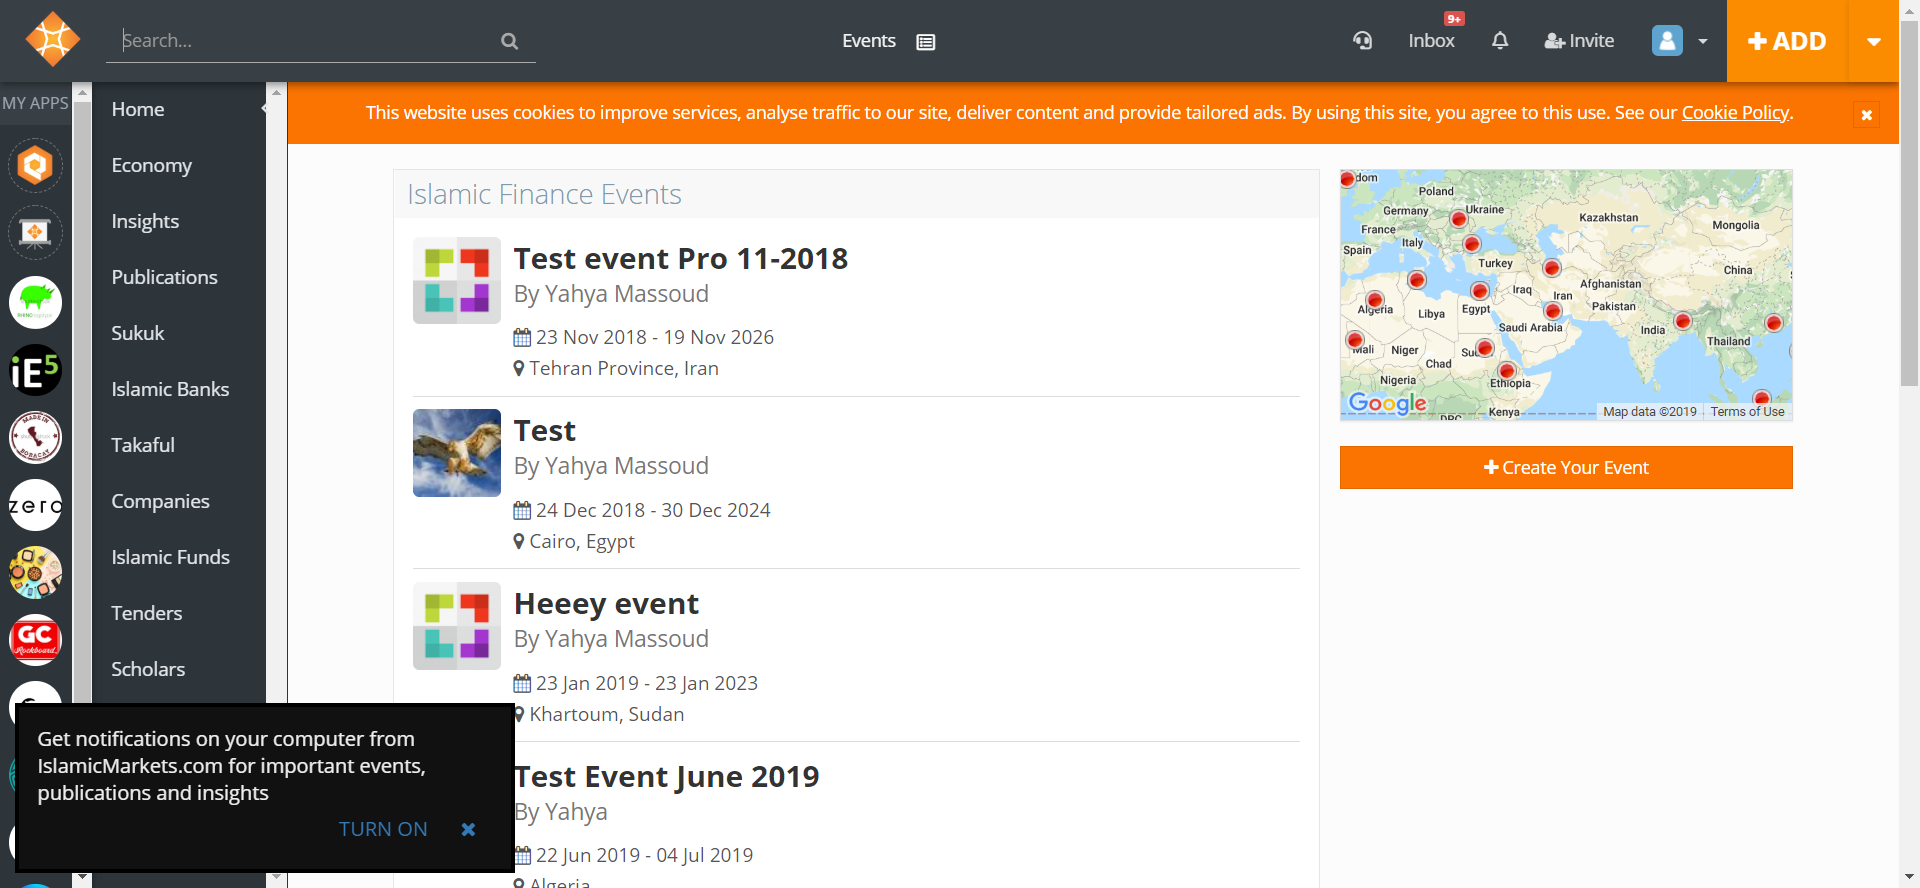 Search...
Events
9+
Inbox
Invite
ADD
MY APPS
Home
Economy
Insights
Publications
Sukuk
Islamic Banks
Takaful
Companies
Islamic Funds
Tenders
Scholars
iE5
MADE IN
BORACAY
zero
GC
Rockboard
This website uses cookies to improve services, analyse traffic to our site, deliver content and provide tailored ads. By using this site, you agree to this use. See our Cookie Policy.
Islamic Finance Events
Test event Pro 11-2018
By Yahya Massoud
23 Nov 2018 - 19 Nov 2026
Tehran Province, Iran
Test
By Yahya Massoud
24 Dec 2018 - 30 Dec 2024
Cairo, Egypt
Heeey event
By Yahya Massoud
23 Jan 2019 - 23 Jan 2023
Khartoum, Sudan
Test Event June 2019
By Yahya
22 Jun 2019 - 04 Jul 2019
Algeria
dom
Poland
Germany
Ukraine
Kazakhstan
France
Mongolia
Italy
Spain
Turkey
China
Iraq
Iran
Afghanistan
Algeria
Libya
Egypt
Pakistan
Saudi Arabia
India
Mali
Niger
Chad
Su
Thailand
Nigeria
Ethiopia
Kenya
DRC
Google
Map data ©2019
Terms of Use
Create Your Event
Get notifications on your computer from
IslamicMarkets.com for important events,
publications and insights
TURN ON